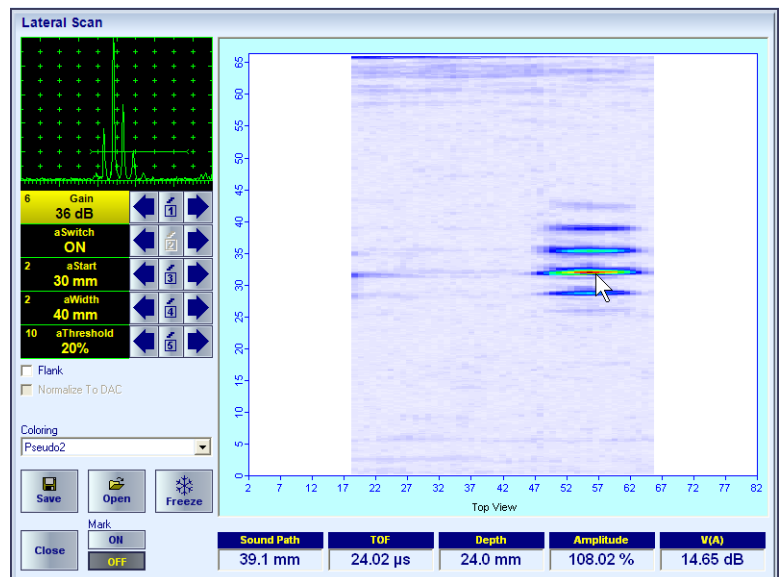 Lateral Scan
6 Gain
36 dB
1
aSwitch
ON
2
2 aStart
30 mm
3
2 aWidth
40 mm
4
10 aThreshold
20%
5
Flank
Normalize To DAC
Coloring
Pseudo2
Save
Open
Freeze
Mark
ON
OFF
Close
65
60
55
50
45
40
35
30
25
20
15
10
5
0
2 7 12 17 22 27 32 37 42 47 52 57 62 67 72 77 82
Top View
Sound Path TOF Depth Amplitude V(A)
39.1 mm 24.02 µs 24.0 mm 108.02 % 14.65 dB